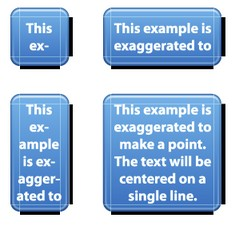 This
ex-
This example is
exaggerated to
This
ex-
ample
is ex-
agger-
ated to
This example is
exaggerated to
make a point.
The text will be
centered on a
single line.